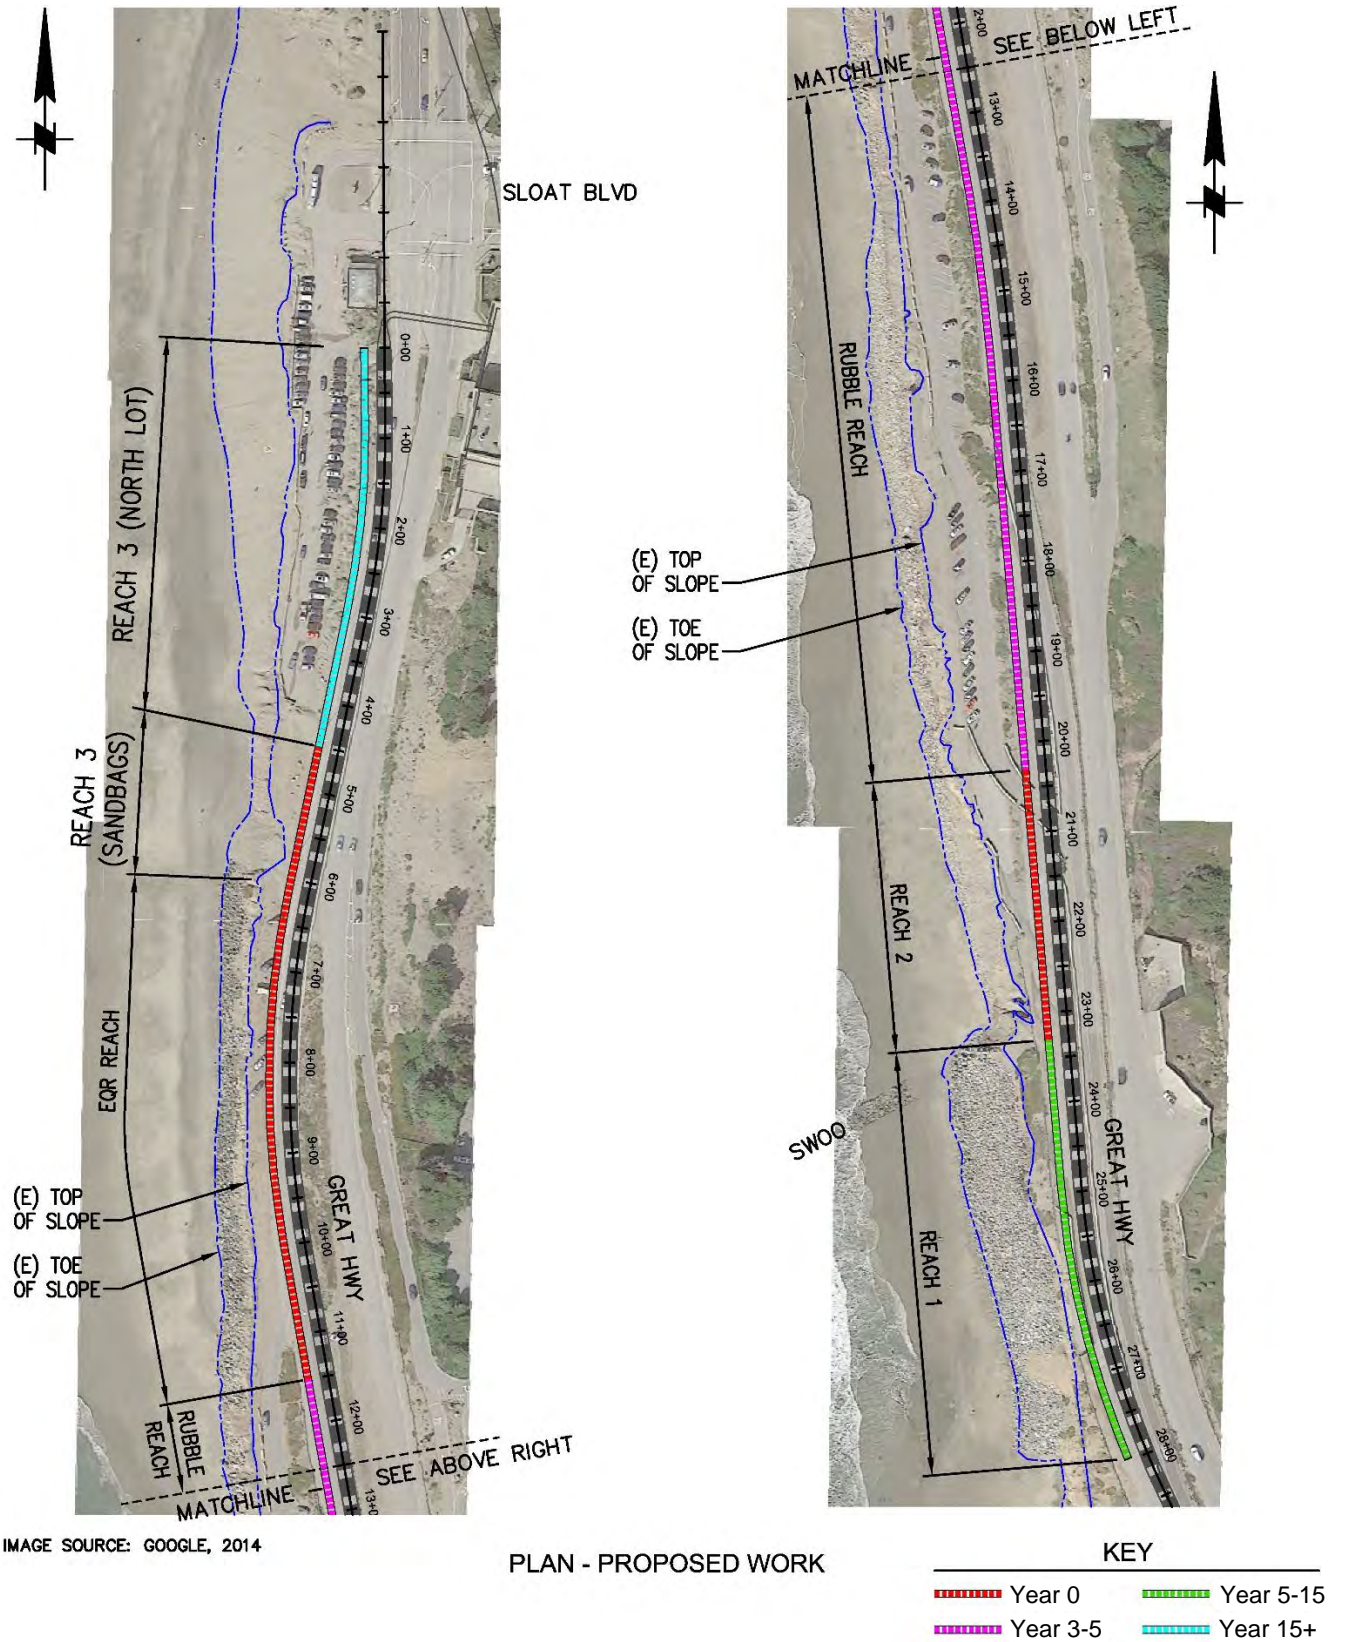 SLOAT BLVD
0+00
1+00
2+00
3+00
4+00
5+00
6+00
7+00
8+00
9+00
10+00
11+00
12+00
13+0
REACH 3 (NORTH LOT)
REACH 3
(SANDBAGS)
EQR REACH
(E) TOP
OF SLOPE
(E) TOE
OF SLOPE
GREAT HWY
RUBBLE
REACH
MATCHLINE
SEE ABOVE RIGHT
IMAGE SOURCE: GOOGLE, 2014
2+00
SEE BELOW LEFT
MATCHLINE
13+00
14+00
15+00
16+00
17+00
18+00
19+00
20+00
21+00
22+00
23+00
24+00
25+00
26+00
27+00
28+00
RUBBLE REACH
(E) TOP
OF SLOPE
(E) TOE
OF SLOPE
REACH 2
SWOO
GREAT HWY
REACH 1
PLAN - PROPOSED WORK
KEY
Year 0
Year 5-15
Year 3-5
Year 15+